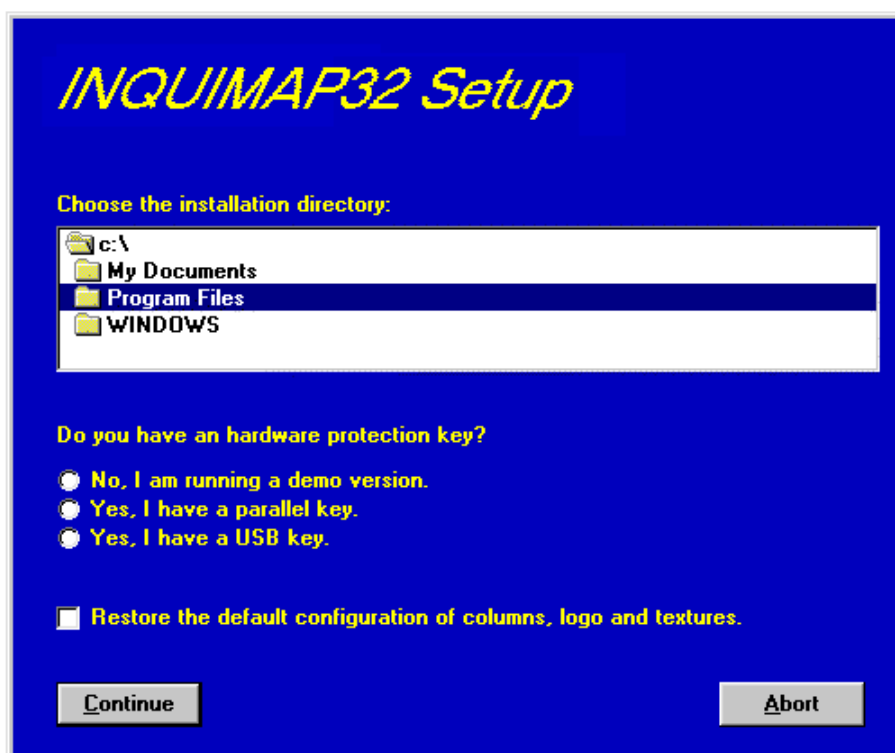 INQUIMAP32 Setup
Choose the installation directory:
c:\
My Documents
Program Files
WINDOWS
Do you have an hardware protection key?
No, I am running a demo version.
Yes, I have a parallel key.
Yes, I have a USB key.
Restore the default configuration of columns, logo and textures.
Continue
Abort